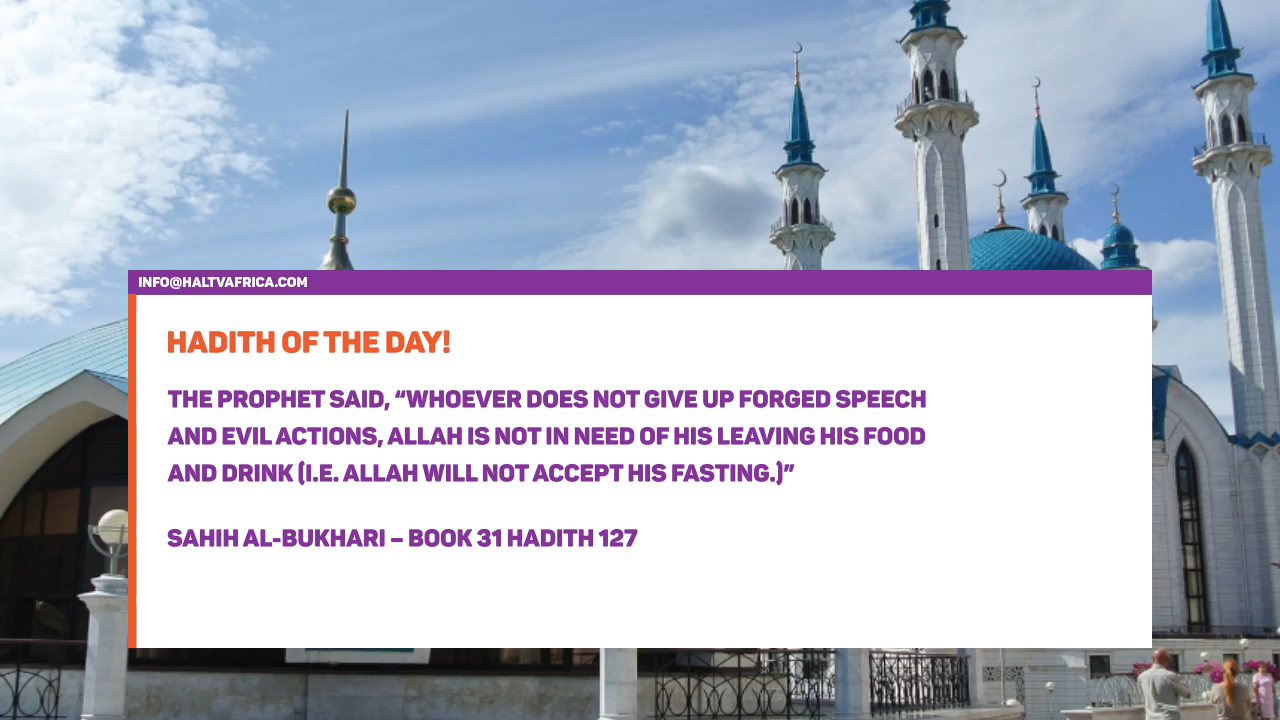 INFO@HALTVAFRICA.COM
HADITH OF THE DAY!
THE PROPHET SAID, “WHOEVER DOES NOT GIVE UP FORGED SPEECH
AND EVIL ACTIONS, ALLAH IS NOT IN NEED OF HIS LEAVING HIS FOOD
AND DRINK (I.E. ALLAH WILL NOT ACCEPT HIS FASTING.)”
SAHIH AL-BUKHARI – BOOK 31 HADITH 127